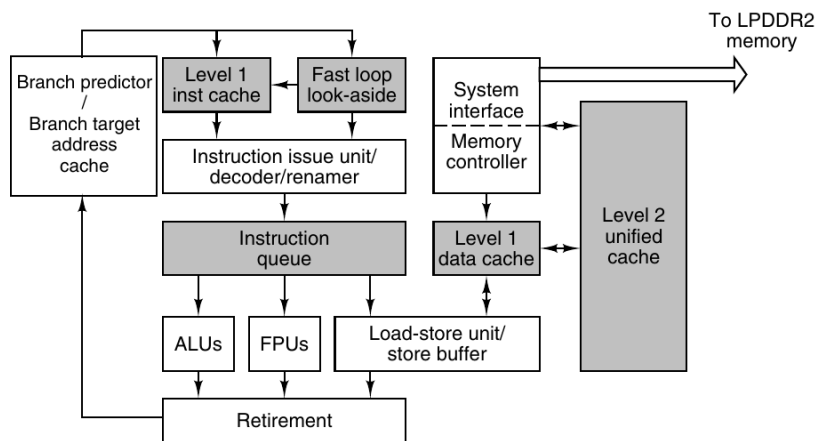 To LPDDR2
memory
Branch predictor
/
Branch target
address
cache
Level 1
inst cache
Fast loop
look-aside
System
interface
Memory
controller
Instruction issue unit/
decoder/renamer
Instruction
queue
Level 1
data cache
Level 2
unified
cache
ALUs
FPUs
Load-store unit/
store buffer
Retirement